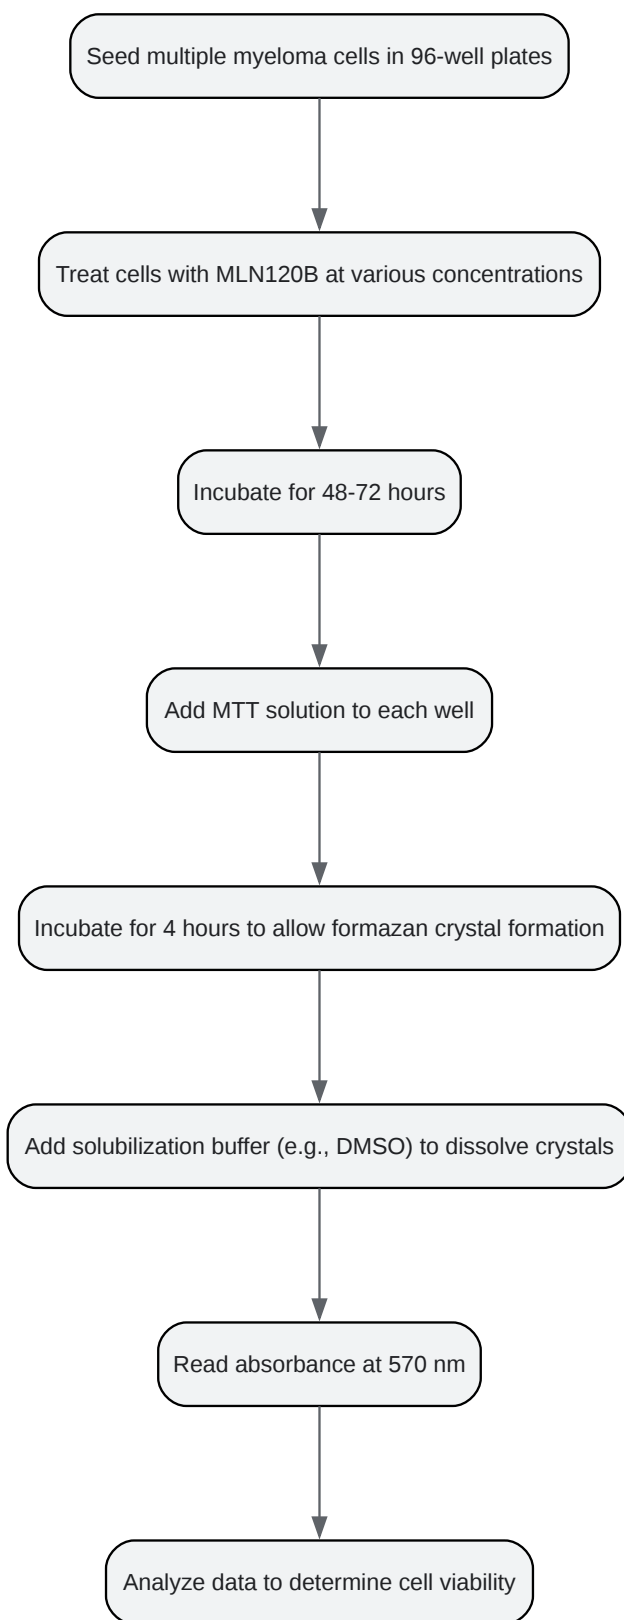 Seed multiple myeloma cells in 96-well plates
Treat cells with MLN120B at various concentrations
Incubate for 48-72 hours
Add MTT solution to each well
Incubate for 4 hours to allow formazan crystal formation
Add solubilization buffer (e.g., DMSO) to dissolve crystals
Read absorbance at 570 nm
Analyze data to determine cell viability